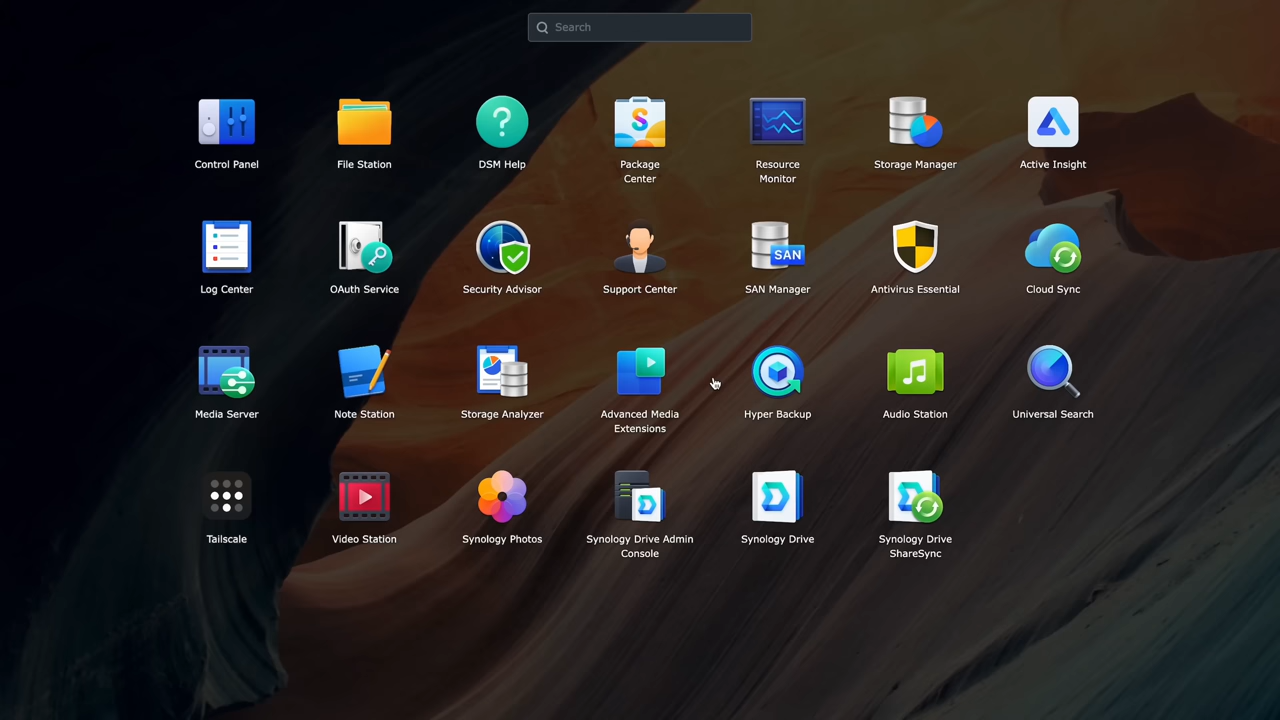 Search
Control Panel
File Station
DSM Help
Package
Center
Resource
Monitor
Storage Manager
Active Insight
Log Center
OAuth Service
Security Advisor
Support Center
SAN
SAN Manager
Antivirus Essential
Cloud Sync
Media Server
Note Station
Storage Analyzer
Advanced Media
Extensions
Hyper Backup
Audio Station
Universal Search
Tailscale
Video Station
Synology Photos
Synology Drive Admin
Console
Synology Drive
Synology Drive
ShareSync